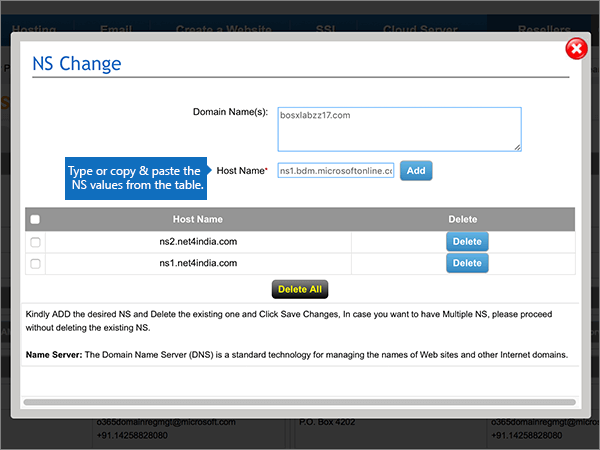 Hosting Email Create a Website SSL Cloud Server Resellers
NS Change
Domain Name(s):
bosxlabzz17.com
Type or copy & paste the
NS values from the table.
Host Name*
ns1.bdm.microsoftonline.co
Add
Host Name Delete
ns2.net4india.com Delete
ns1.net4india.com Delete
Delete All
Kindly ADD the desired NS and Delete the existing one and Click Save Changes, In case you want to have Multiple NS, please proceed
without deleting the existing NS.
Name Server: The Domain Name Server (DNS) is a standard technology for managing the names of Web sites and other Internet domains.
o365domainregmgt@microsoft.com P.O. Box 4202 o365domainregmgt@microsoft.com
+91.14258828080 +91.14258828080